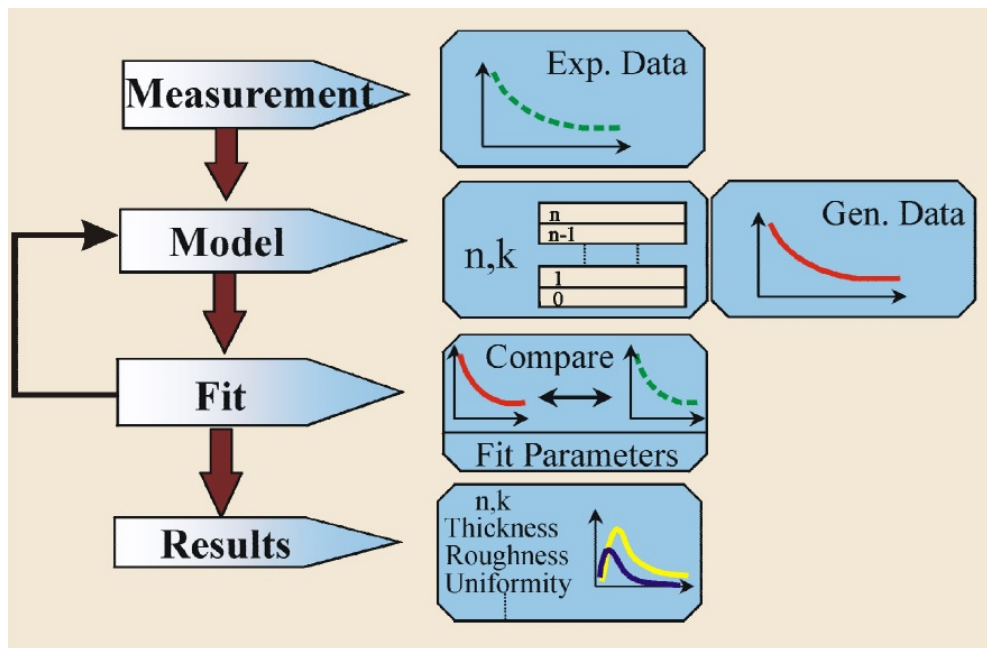 Measurement
Exp. Data
Model
n,k
n
n-1
1
0
Gen. Data
Fit
Compare
Fit Parameters
Results
n,k
Thickness
Roughness
Uniformity